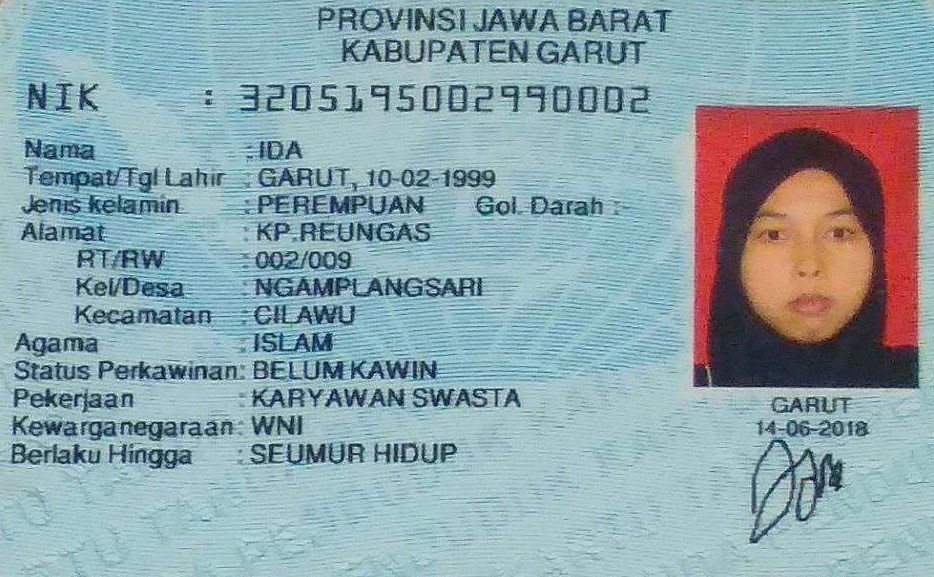 PROVINSI JAWA BARAT
KABUPATEN GARUT
NIK : 3205195002990002
Nama : IDA
Tempat/Tgl Lahir : GARUT, 10-02-1999
Jenis kelamin : PEREMPUAN Gol. Darah : -
Alamat : KP.REUNGAS
RT/RW : 002/009
Kel/Desa : NGAMPLANGSARI
Kecamatan : CILAWU
Agama : ISLAM
Status Perkawinan: BELUM KAWIN
Pekerjaan : KARYAWAN SWASTA
Kewarganegaraan: WNI
Berlaku Hingga : SEUMUR HIDUP
GARUT
14-06-2018